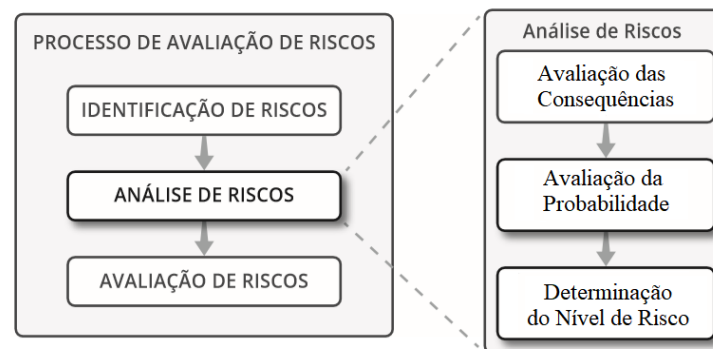 PROCESSO DE AVALIAÇÃO DE RISCOS
IDENTIFICAÇÃO DE RISCOS
ANÁLISE DE RISCOS
AVALIAÇÃO DE RISCOS
Análise de Riscos
Avaliação das
Consequências
Avaliação da
Probabilidade
Determinação
do Nível de Risco